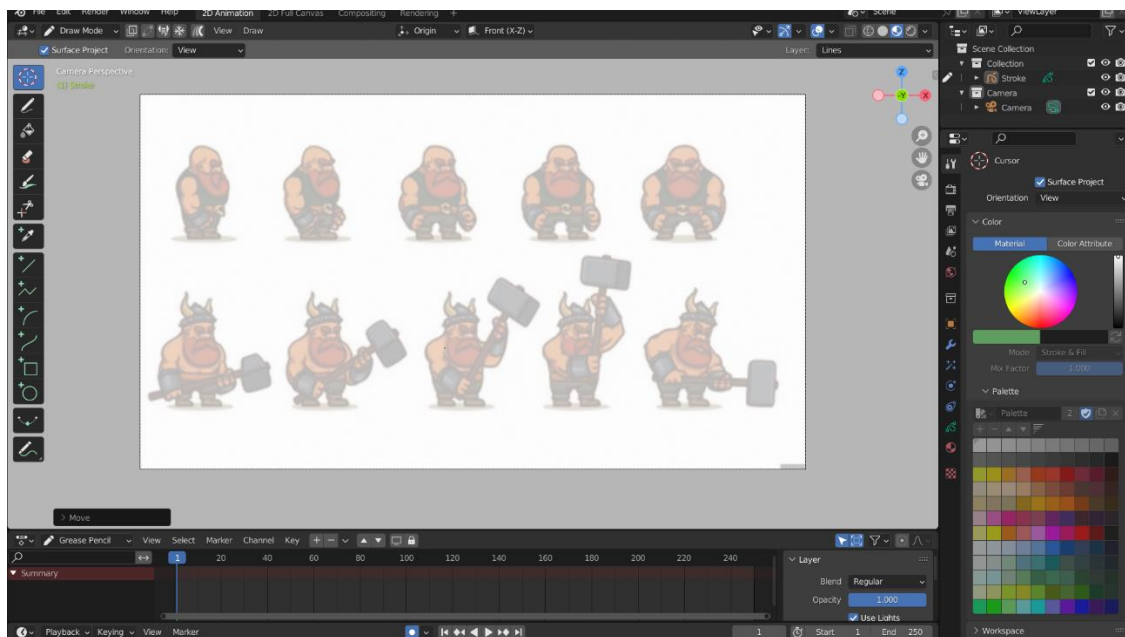 File Edit Render Window Help 2D Animation 2D Full Canvas Compositing Rendering + Scene ViewLayer
Draw Mode View Draw Origin Front (X-Z)
Surface Project Orientation: View Layer: Lines
Camera Perspective
(1) Stroke
Z
-Y X
> Move
Scene Collection
Collection
Stroke
Camera
Camera
Cursor
Surface Project
Orientation View
Color
Material Color Attribute
Mode Stroke & Fill
Mix Factor 1.000
Palette
Palette 2
Workspace
Grease Pencil View Select Marker Channel Key
1 20 40 60 80 100 120 140 160 180 200 220 240
Summary
Layer
Blend Regular
Opacity 1.000
Use Lights
Playback Keying View Marker 1 Start 1 End 250